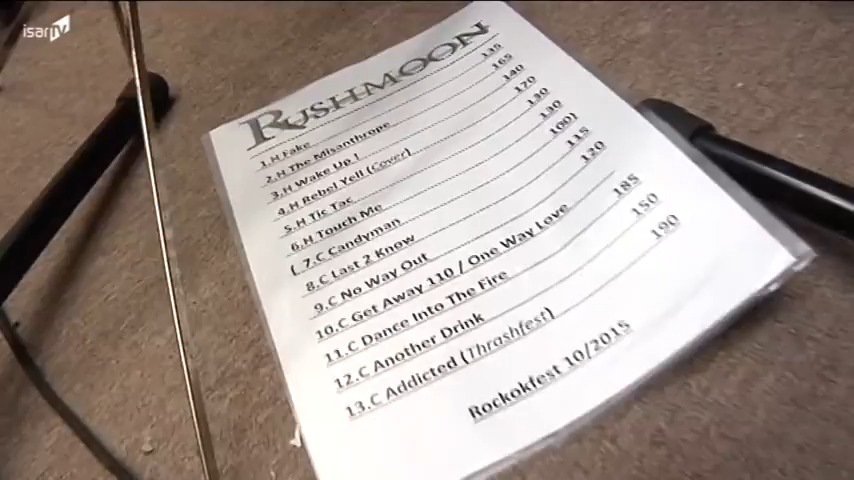 isarTV
RUSHMOON
1.H Fake 135
2.H The Misanthrope 165
3.H Wake Up ! 140
4.H Rebel Yell (Cover) 170
5.H Tic Tac 130
6.H Touch Me 130
( 7.C Candyman 100)
8.C Last 2 Know 115
9.C No Way Out 120
10.C Get Away 110 / One Way Love
11.C Dance Into The Fire 185
12.C Another Drink 150
13.C Addicted (Thrashfest) 190
Rockokfest 10/2015